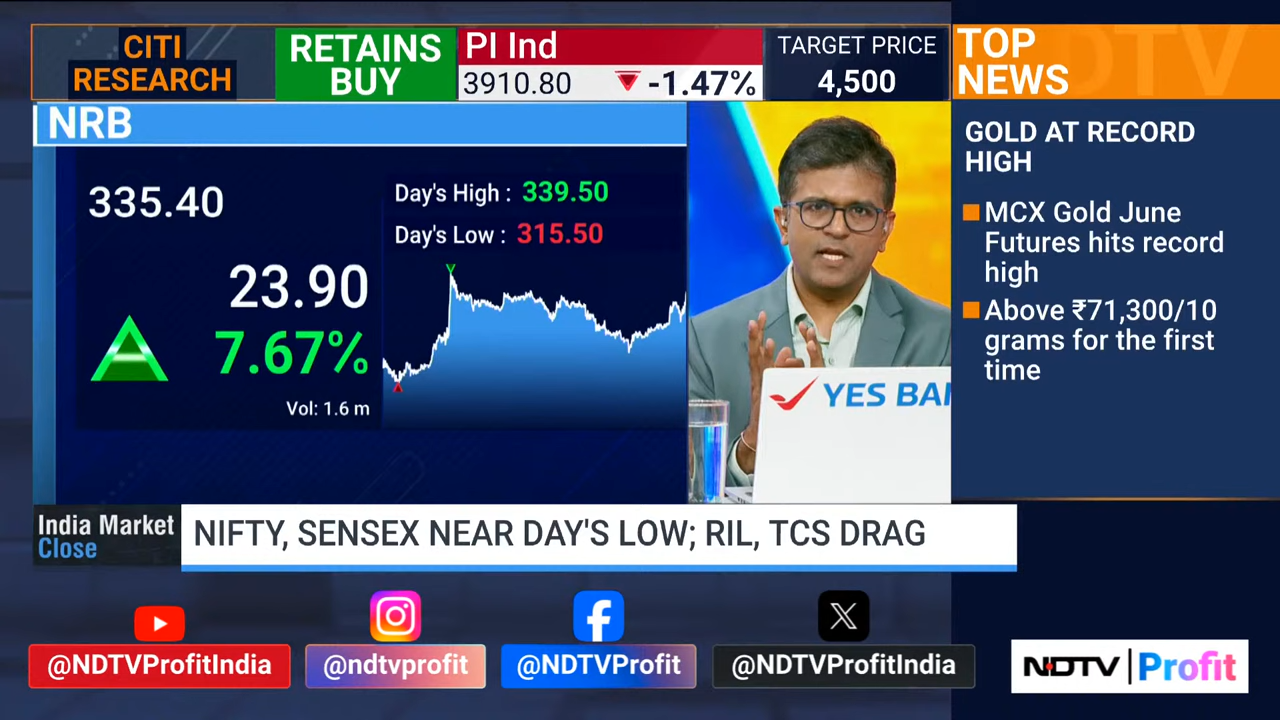 CITI
RESEARCH
RETAINS
BUY
PI Ind
3910.80 -1.47%
TARGET PRICE
4,500
TOP
NEWS
NRB
335.40
23.90
7.67%
Vol: 1.6 m
Day's High : 339.50
Day's Low : 315.50
YES BAN
GOLD AT RECORD
HIGH
MCX Gold June
Futures hits record
high
Above ₹71,300/10
grams for the first
time
India Market
Close
NIFTY, SENSEX NEAR DAY'S LOW; RIL, TCS DRAG
@NDTVProfitIndia
@ndtvprofit
@NDTVProfit
@NDTVProfitIndia
NDTV Profit